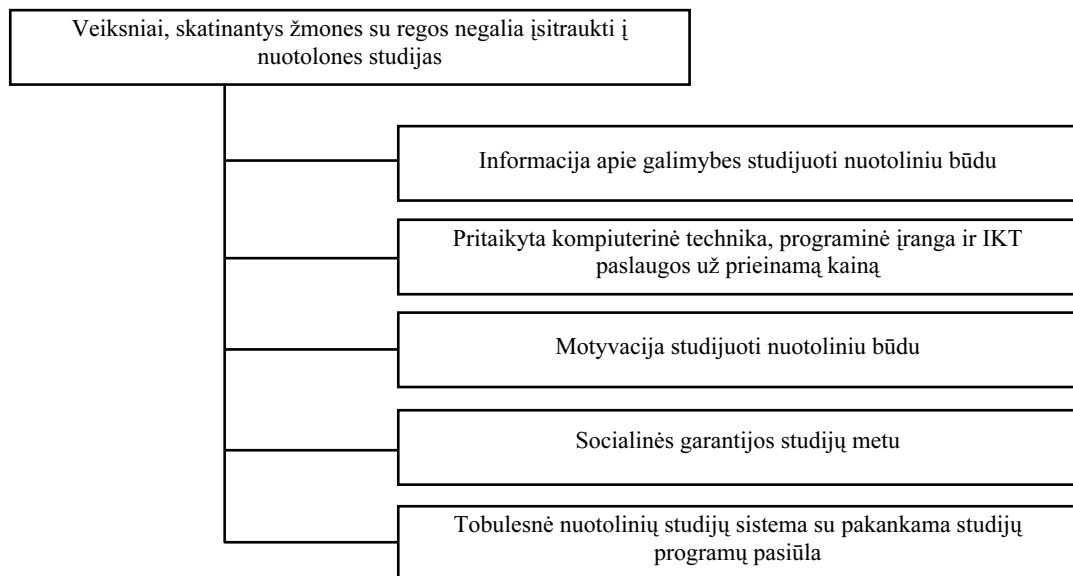 Veiksniai, skatinantys žmones su regos negalia įsitraukti į
nuotolones studijas
Informacija apie galimybes studijuoti nuotoliniu būdu
Pritaikyta kompiuterinė technika, programinė įranga ir IKT
paslaugos už prieinamą kainą
Motyvacija studijuoti nuotoliniu būdu
Socialinės garantijos studijų metu
Tobulesnė nuotolinių studijų sistema su pakankama studijų
programų pasiūla